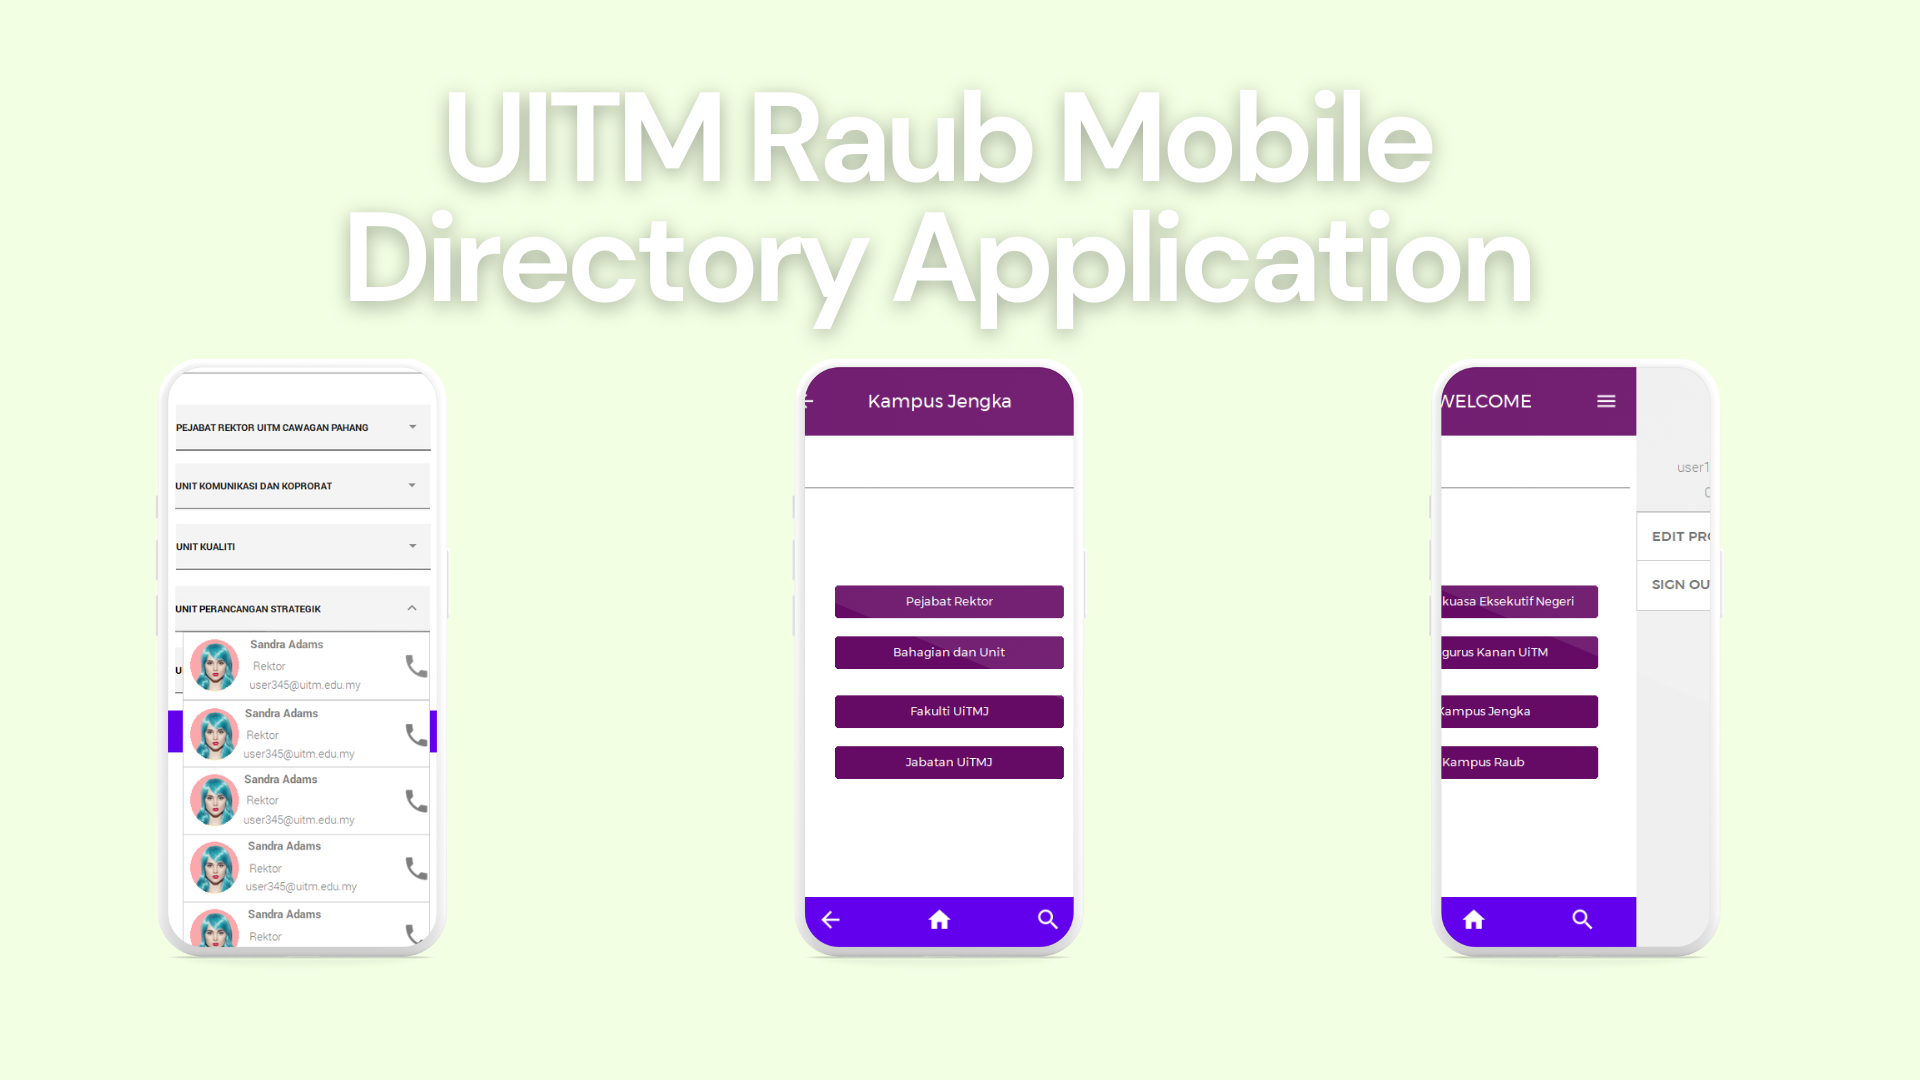 UITM Raub Mobile
Directory Application
PEJABAT REKTOR UITM CAWAGAN PAHANG
UNIT KOMUNIKASI DAN KOPRORAT
UNIT KUALITI
UNIT PERANCANGAN STRATEGIK
U
Sandra Adams
Rektor
user345@uitm.edu.my
Sandra Adams
Rektor
user345@uitm.edu.my
Sandra Adams
Rektor
user345@uitm.edu.my
Sandra Adams
Rektor
user345@uitm.edu.my
Sandra Adams
Rektor
Kampus Jengka
Pejabat Rektor
Bahagian dan Unit
Fakulti UiTMJ
Jabatan UiTMJ
WELCOME
kuasa Eksekutif Negeri
gurus Kanan UiTM
Kampus Jengka
Kampus Raub
user1
EDIT PRO
SIGN OU